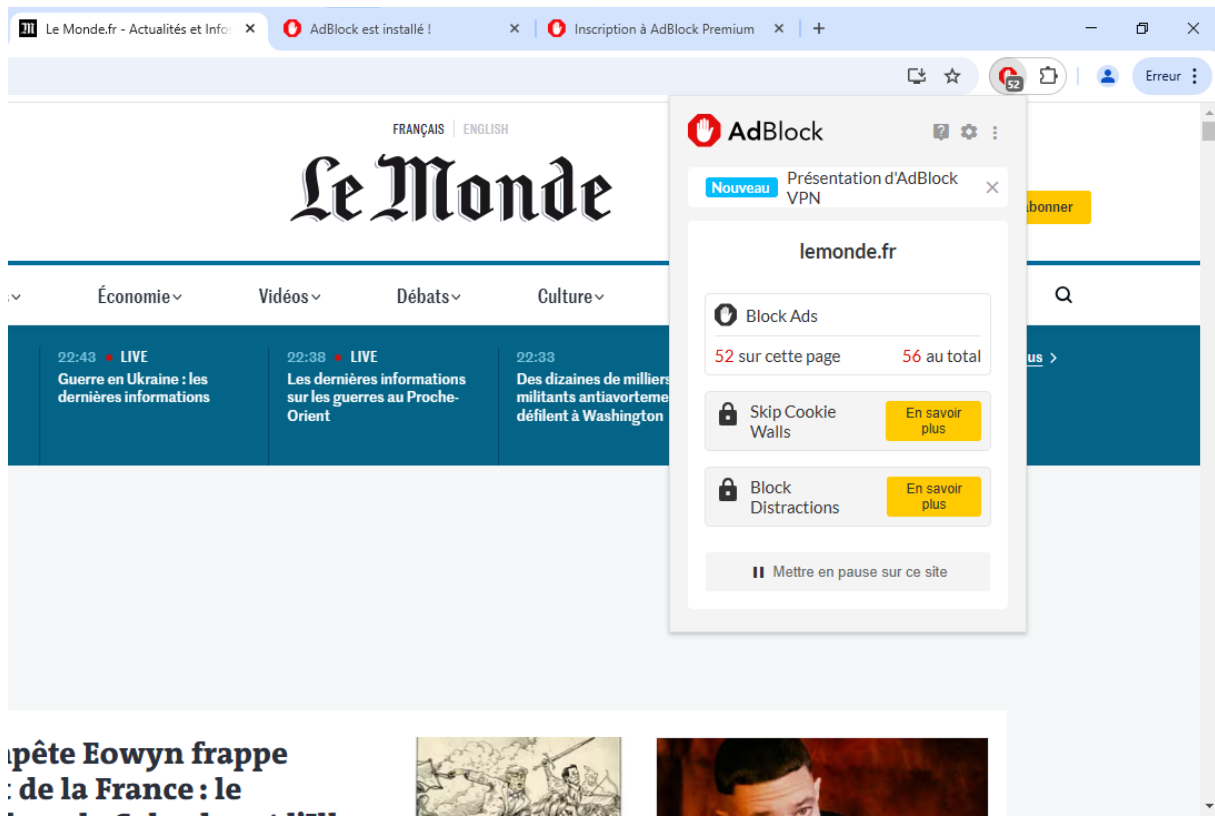 Le Monde.fr - Actualités et Infos
AdBlock est installé !
Inscription à AdBlock Premium
52
Erreur
FRANÇAIS
ENGLISH
Le Monde
AdBlock
Nouveau
Présentation d'AdBlock
VPN
abonner
lemonde.fr
Économie
Vidéos
Débats
Culture
Block Ads
52 sur cette page
56 au total
22:43 • LIVE
Guerre en Ukraine : les
dernières informations
22:38 • LIVE
Les dernières informations
sur les guerres au Proche-
Orient
22:33
Des dizaines de milliers
militants antiavorteme
défilent à Washington
us >
Skip Cookie
Walls
En savoir
plus
Block
Distractions
En savoir
plus
Mettre en pause sur ce site
pête Eowyn frappe
de la France : le